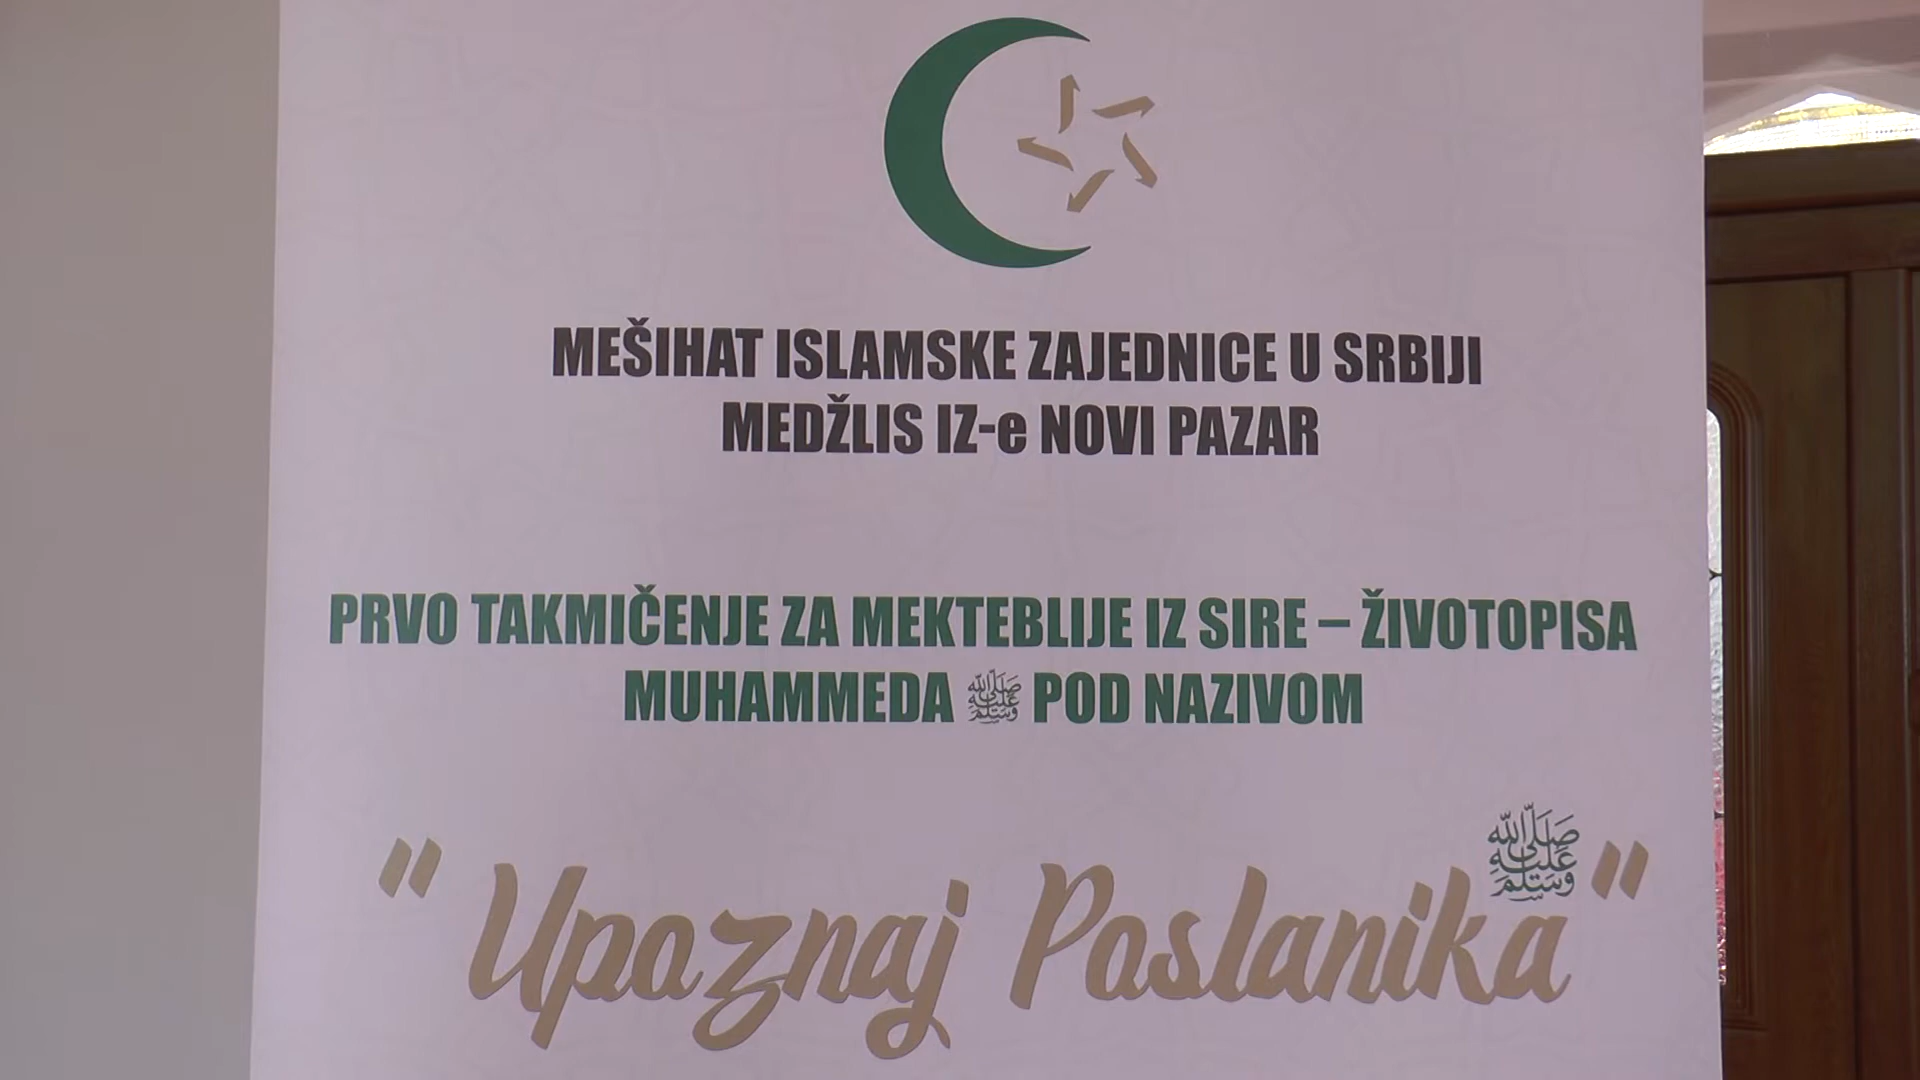 MEŠIHAT ISLAMSKE ZAJEDNICE U SRBIJI
MEDŽLIS IZ-e NOVI PAZAR
PRVO TAKMIČENJE ZA MEKTEBLIJE IZ SIRE – ŽIVOTOPISA
MUHAMMEDA ﷺ POD NAZIVOM
"Upoznaj Poslanika ﷺ"